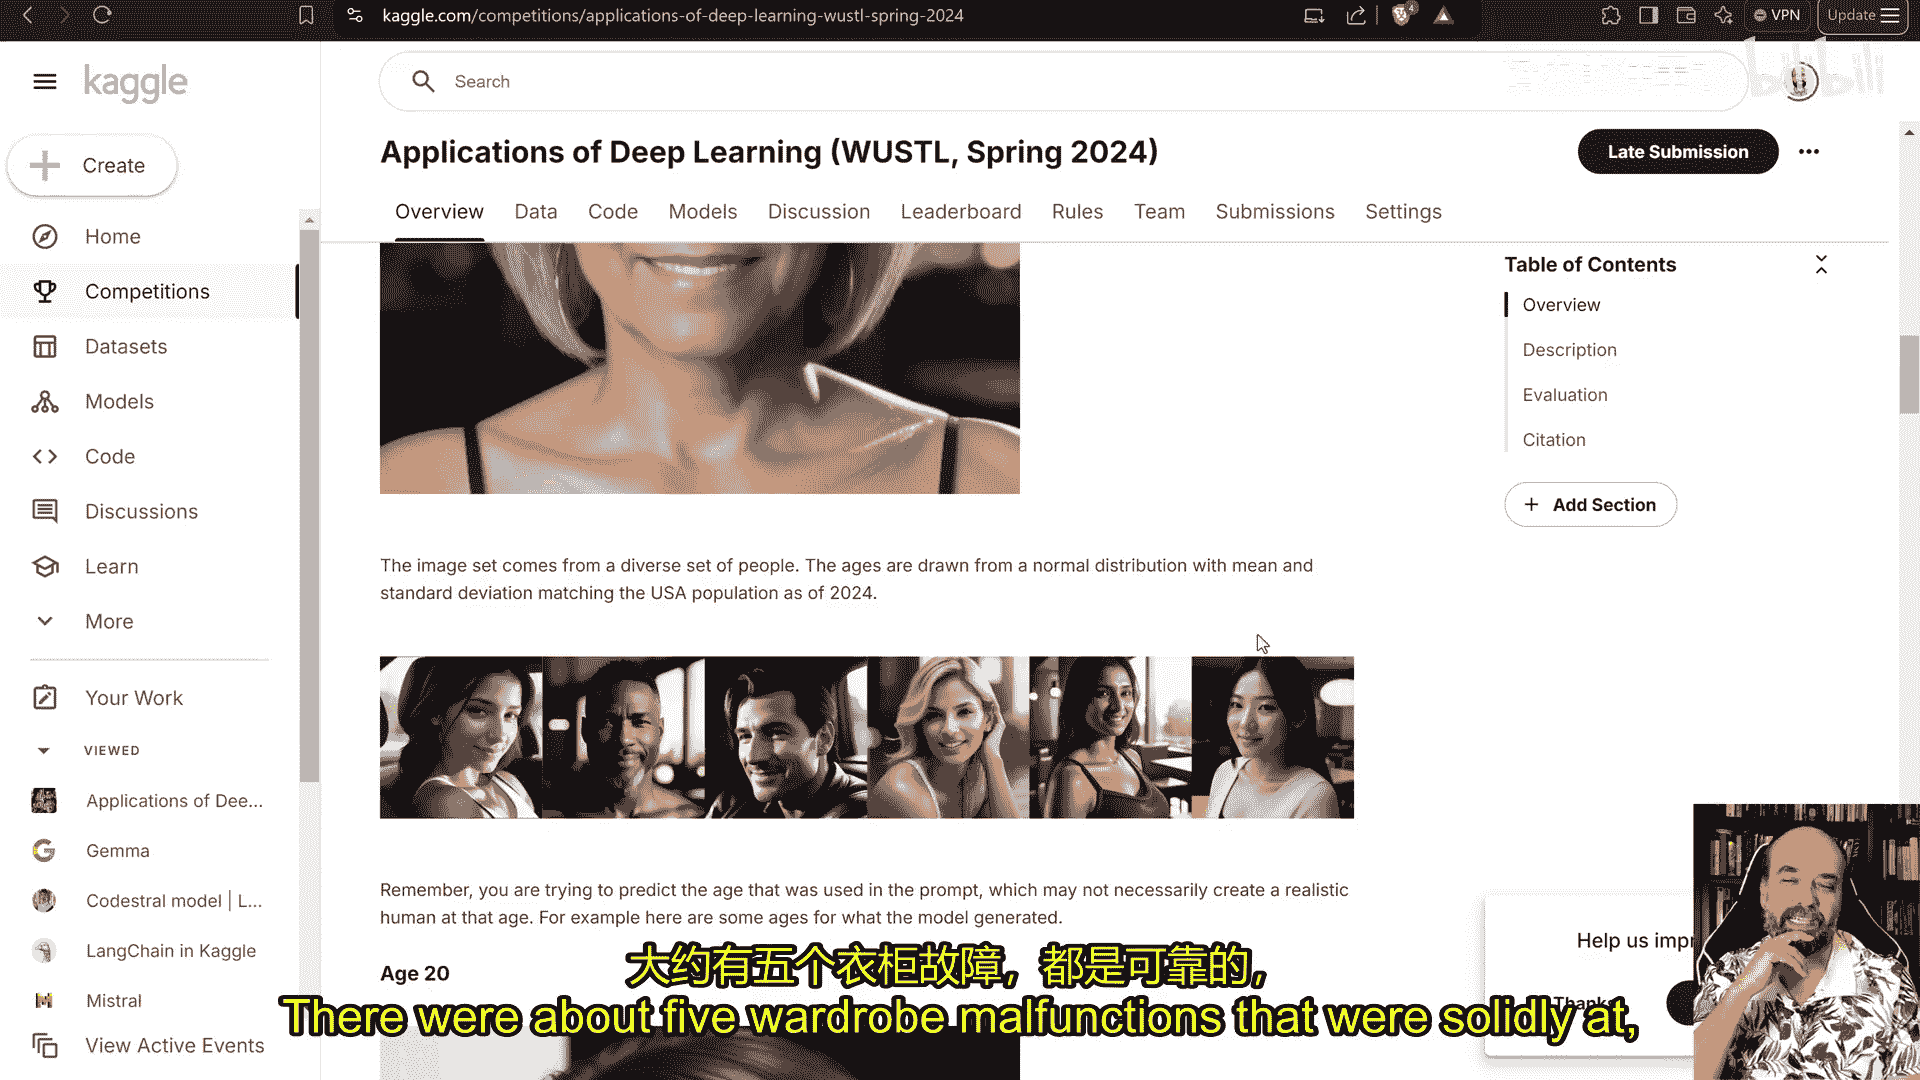 kaggle.com/competitions/applications-of-deep-learning-wustl-spring-2024
4
VPN
Update
kaggle
Search
bilibili
Create
Applications of Deep Learning (WUSTL, Spring 2024)
Late Submission
Overview
Data
Code
Models
Discussion
Leaderboard
Rules
Team
Submissions
Settings
Home
Competitions
Datasets
Models
Code
Discussions
Learn
More
Your Work
VIEWED
Applications of Dee...
Gemma
Codestral model | L...
LangChain in Kaggle
Mistral
View Active Events
Table of Contents
Overview
Description
Evaluation
Citation
+ Add Section
The image set comes from a diverse set of people. The ages are drawn from a normal distribution with mean and
standard deviation matching the USA population as of 2024.
Remember, you are trying to predict the age that was used in the prompt, which may not necessarily create a realistic
human at that age. For example here are some ages for what the model generated.
Age 20
Help us impr
Thanks
大约有五个衣柜故障，都是可靠的，
There were about five wardrobe malfunctions that were solidly at,